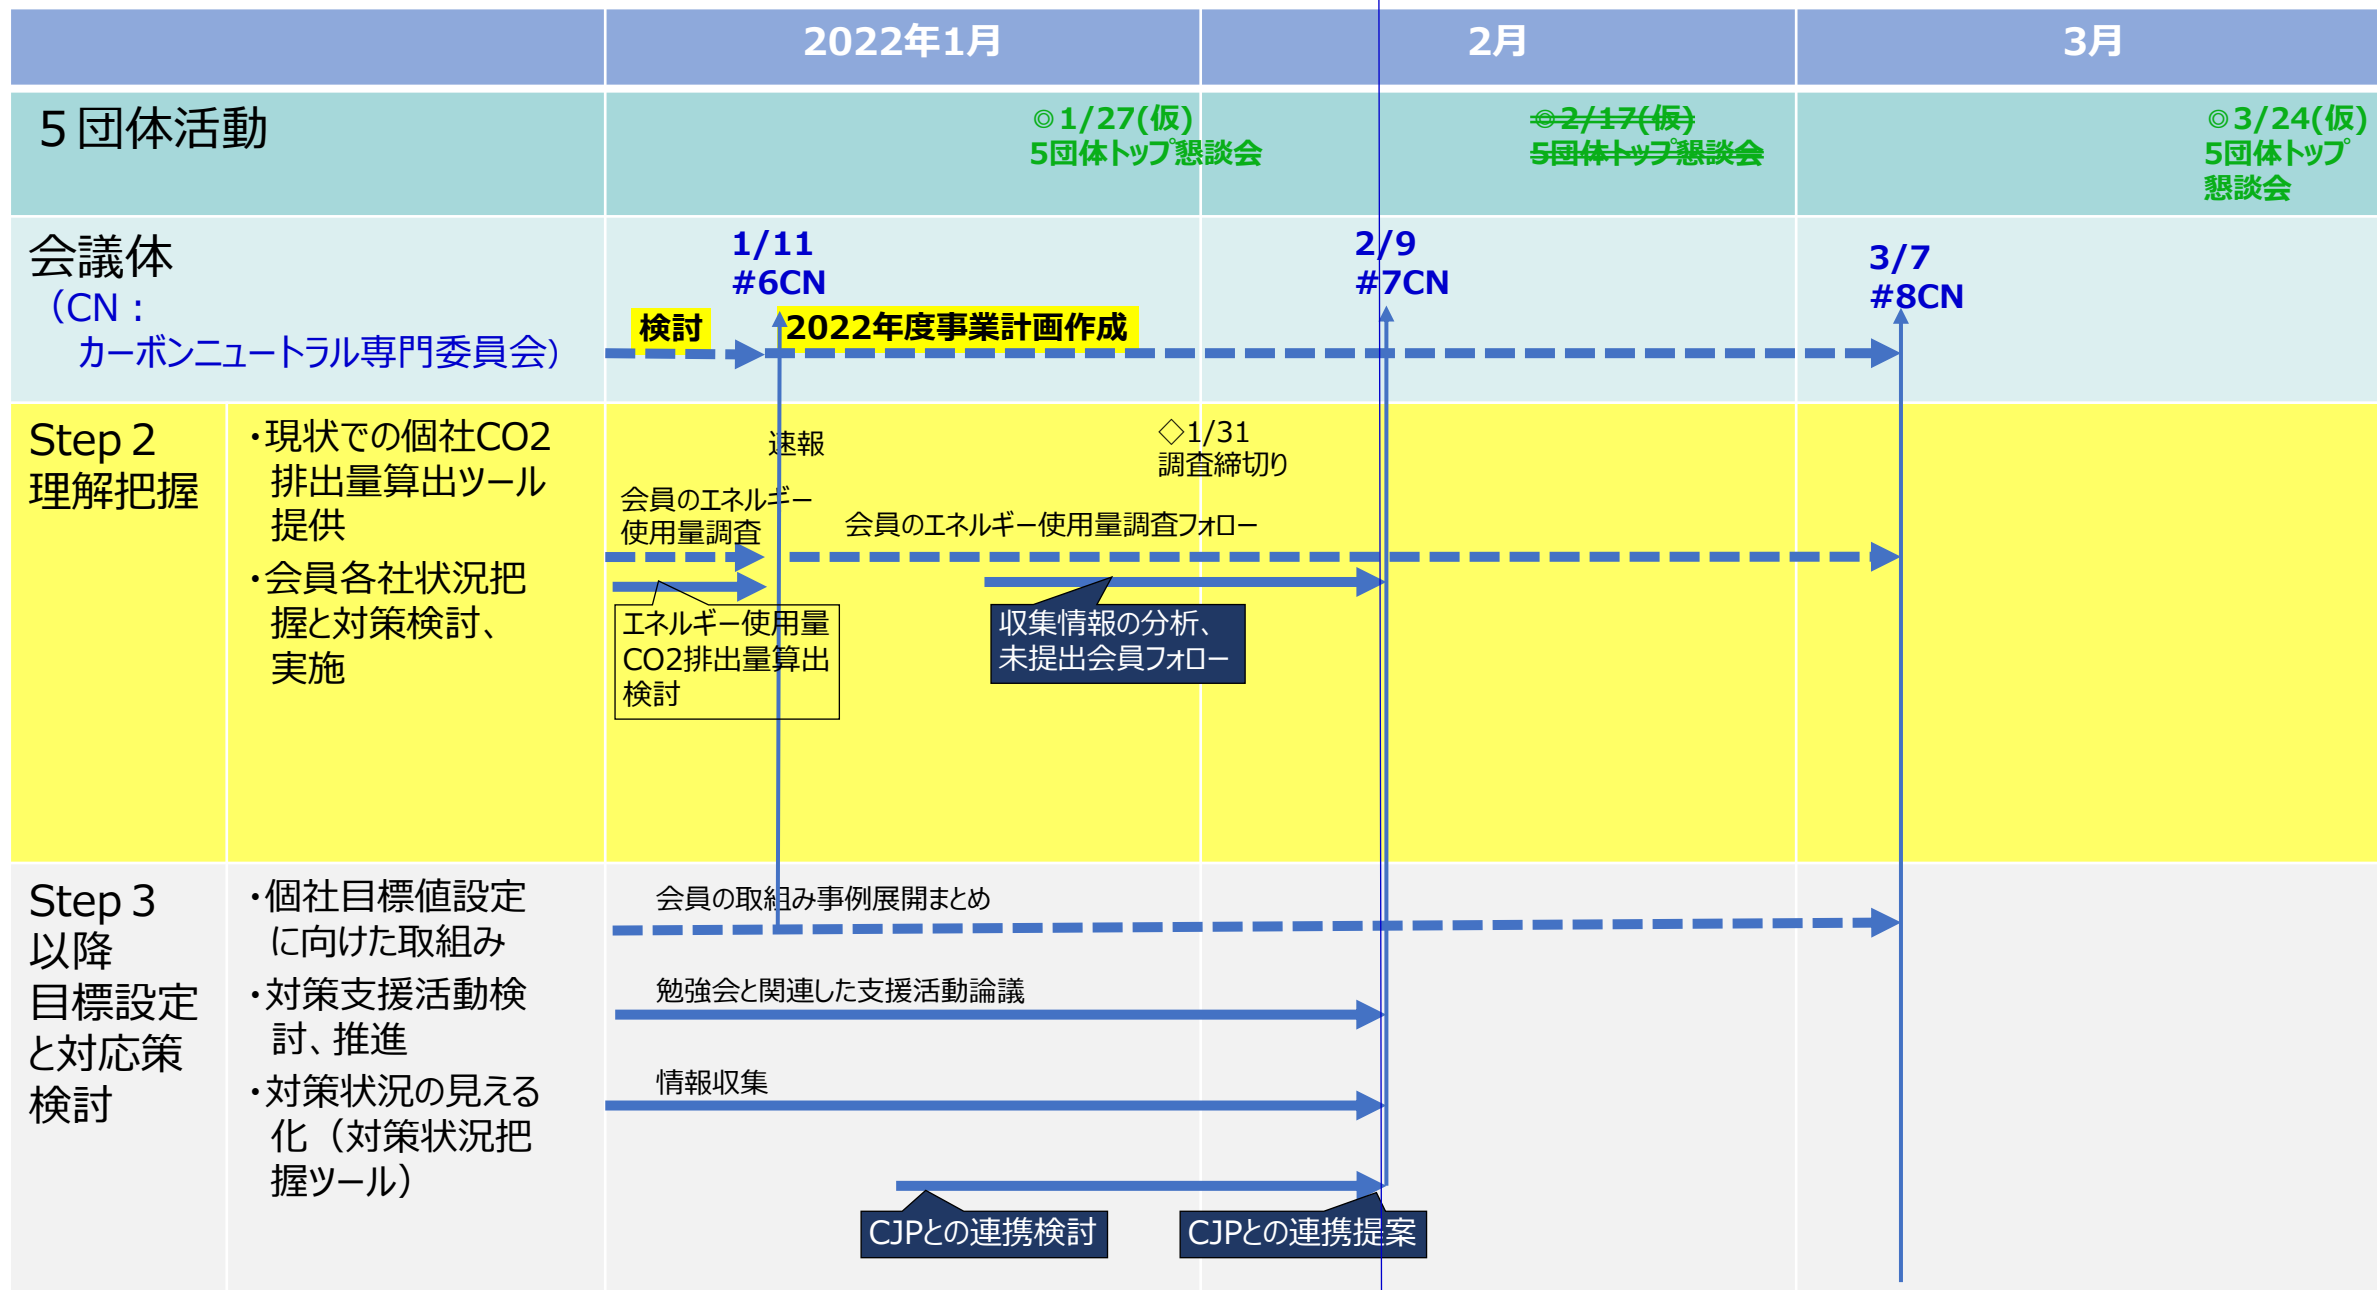 2022年1月
2月
3月
５団体活動
◎1/27(仮)
5団体トップ懇談会
◎2/17(仮)
5団体トップ懇談会
◎3/24(仮)
5団体トップ
懇談会
会議体
（CN：
カーボンニュートラル専門委員会）
1/11
#6CN
2/9
#7CN
3/7
#8CN
検討
2022年度事業計画作成
Step２
理解把握
・現状での個社CO2
排出量算出ツール
提供
・会員各社状況把
握と対策検討、
実施
速報
◇1/31
調査締切り
会員のエネルギー
使用量調査
会員のエネルギー使用量調査フォロー
エネルギー使用量
CO2排出量算出
検討
収集情報の分析、
未提出会員フォロー
Step３
以降
目標設定
と対応策
検討
・個社目標値設定
に向けた取組み
・対策支援活動検
討、推進
・対策状況の見える
化（対策状況把
握ツール）
会員の取組み事例展開まとめ
勉強会と関連した支援活動論議
情報収集
CJPとの連携検討
CJPとの連携提案